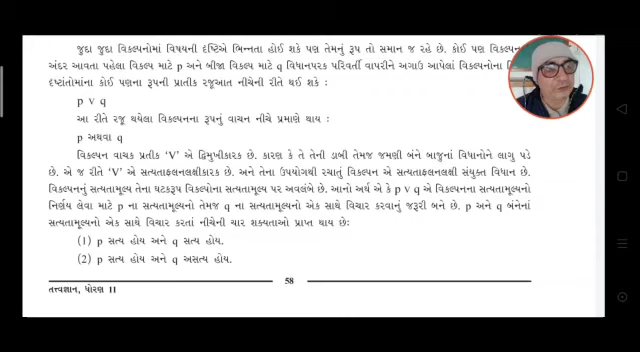 જુદા જુદા વિકલ્પનોમાં વિષયની દૃષ્ટિએ ભિન્નતા હોઈ શકે પણ તેમનું રૂપ તો સમાન જ રહે છે. કોઈ પણ
અંદર આવતા પહેલા વિકલ્પ માટે p અને બીજા વિકલ્પ માટે q વિધાનપરક પરિવર્તી વાપરીને અગાઉ આપેલાં વિકલ્પનોના
દૃષ્ટાંતોમાંના કોઈ પણના રૂપની પ્રતીક રજૂઆત નીચેની રીતે થઈ શકે :
p v q
આ રીતે રજૂ થયેલા વિકલ્પનના રૂપનું વાચન નીચે પ્રમાણે થાય :
p અથવા q
વિકલ્પન વાચક પ્રતીક ‘V’ એ દ્વિમુખીકારક છે. કારણ કે તે તેની ડાબી તેમજ જમણી બંને બાજુનાં વિધાનોને લાગુ પડે
છે. એ જ રીતે ‘V’ એ સત્યતાફલનલક્ષીકારક છે. અને તેના ઉપયોગથી રચાતું વિકલ્પન એ સત્યતાફલનલક્ષી સંયુક્ત વિધાન છે.
વિકલ્પનનું સત્યતામૂલ્ય તેના ઘટકરૂપ વિકલ્પોના સત્યતામૂલ્ય પર અવલંબે છે. આનો અર્થ એ કે p v q એ વિકલ્પનના સત્યતામૂલ્યનો
નિર્ણય લેવા માટે p ના સત્યતામૂલ્યનો તેમજ q ના સત્યતામૂલ્યનો એક સાથે વિચાર કરવાનું જરૂરી બને છે. p અને q બંનેનાં
સત્યતામૂલ્યનો એક સાથે વિચાર કરતાં નીચેની ચાર શક્યતાઓ પ્રાપ્ત થાય છે:
(1) p સત્ય હોય અને q સત્ય હોય.
(2) p સત્ય હોય અને q અસત્ય હોય.
58
તત્ત્વજ્ઞાન, ધોરણ 11